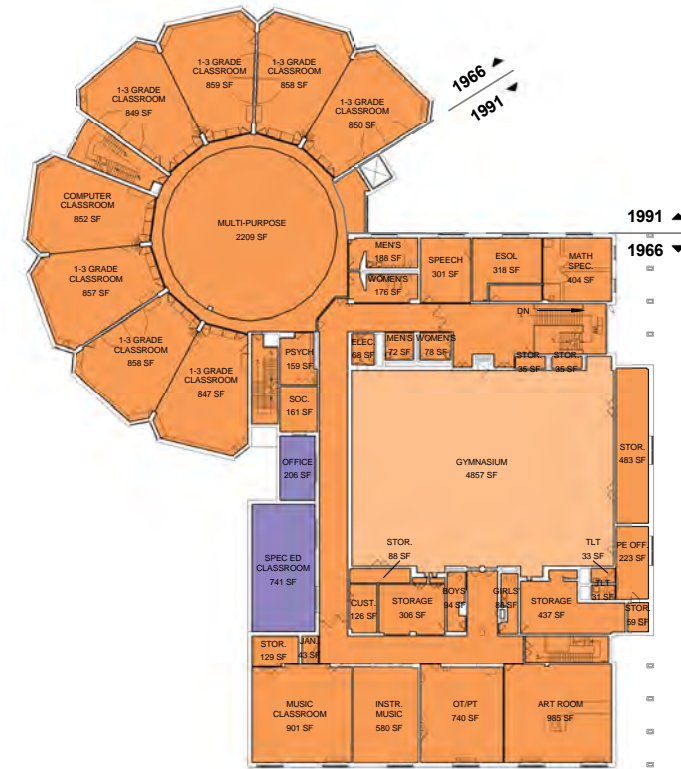 1-3 GRADE
CLASSROOM
859 SF
1-3 GRADE
CLASSROOM
858 SF
1966
1991
1-3 GRADE
CLASSROOM
849 SF
1-3 GRADE
CLASSROOM
850 SF
COMPUTER
CLASSROOM
852 SF
MULTI-PURPOSE
2209 SF
1991
1966
MEN'S
188 SF
WOMEN'S
176 SF
SPEECH
301 SF
ESOL
318 SF
MATH
SPEC.
404 SF
1-3 GRADE
CLASSROOM
857 SF
DN
1-3 GRADE
CLASSROOM
858 SF
1-3 GRADE
CLASSROOM
847 SF
PSYCH
159 SF
ELEC.
68 SF
MEN'S
72 SF
WOMEN'S
78 SF
STOR.
35 SF
STOR.
35 SF
SOC.
161 SF
OFFICE
206 SF
GYMNASIUM
4857 SF
STOR.
483 SF
SPEC ED
CLASSROOM
741 SF
STOR.
88 SF
TLT
33 SF
PE OFF.
223 SF
TLT
31 SF
CUST.
126 SF
STORAGE
306 SF
BOYS'
94 SF
GIRLS'
88 SF
STORAGE
437 SF
STOR.
59 SF
STOR.
129 SF
JAN.
43 SF
MUSIC
CLASSROOM
901 SF
INSTR.
MUSIC
580 SF
OT/PT
740 SF
ART ROOM
985 SF